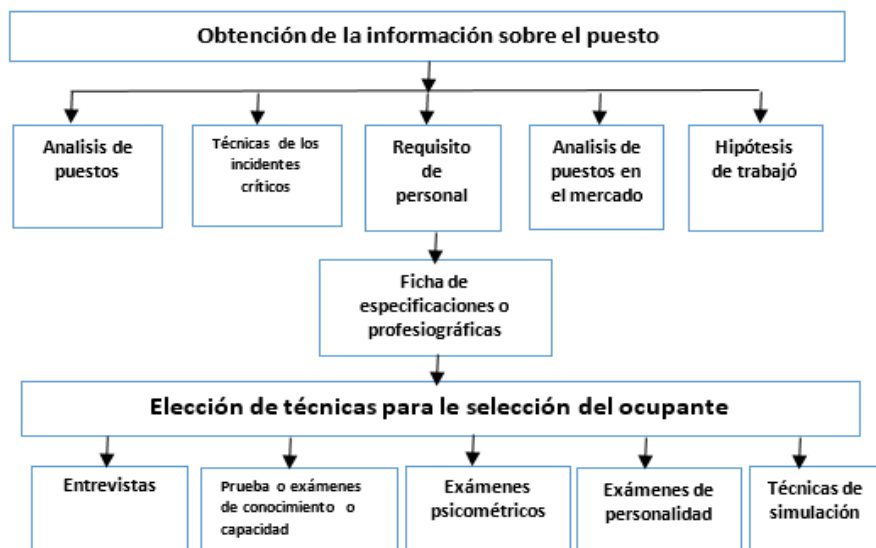 Obtención de la información sobre el puesto
Analisis de
puestos
Técnicas de los
incidentes
críticos
Requisito
de
personal
Analisis de
puestos en
el mercado
Hipótesis
de trabajó
Ficha de
especificaciones o
profesiográficas
Elección de técnicas para le selección del ocupante
Entrevistas
Prueba o exámenes
de conocimiento o
capacidad
Exámenes
psicométricos
Exámenes de
personalidad
Técnicas de
simulación